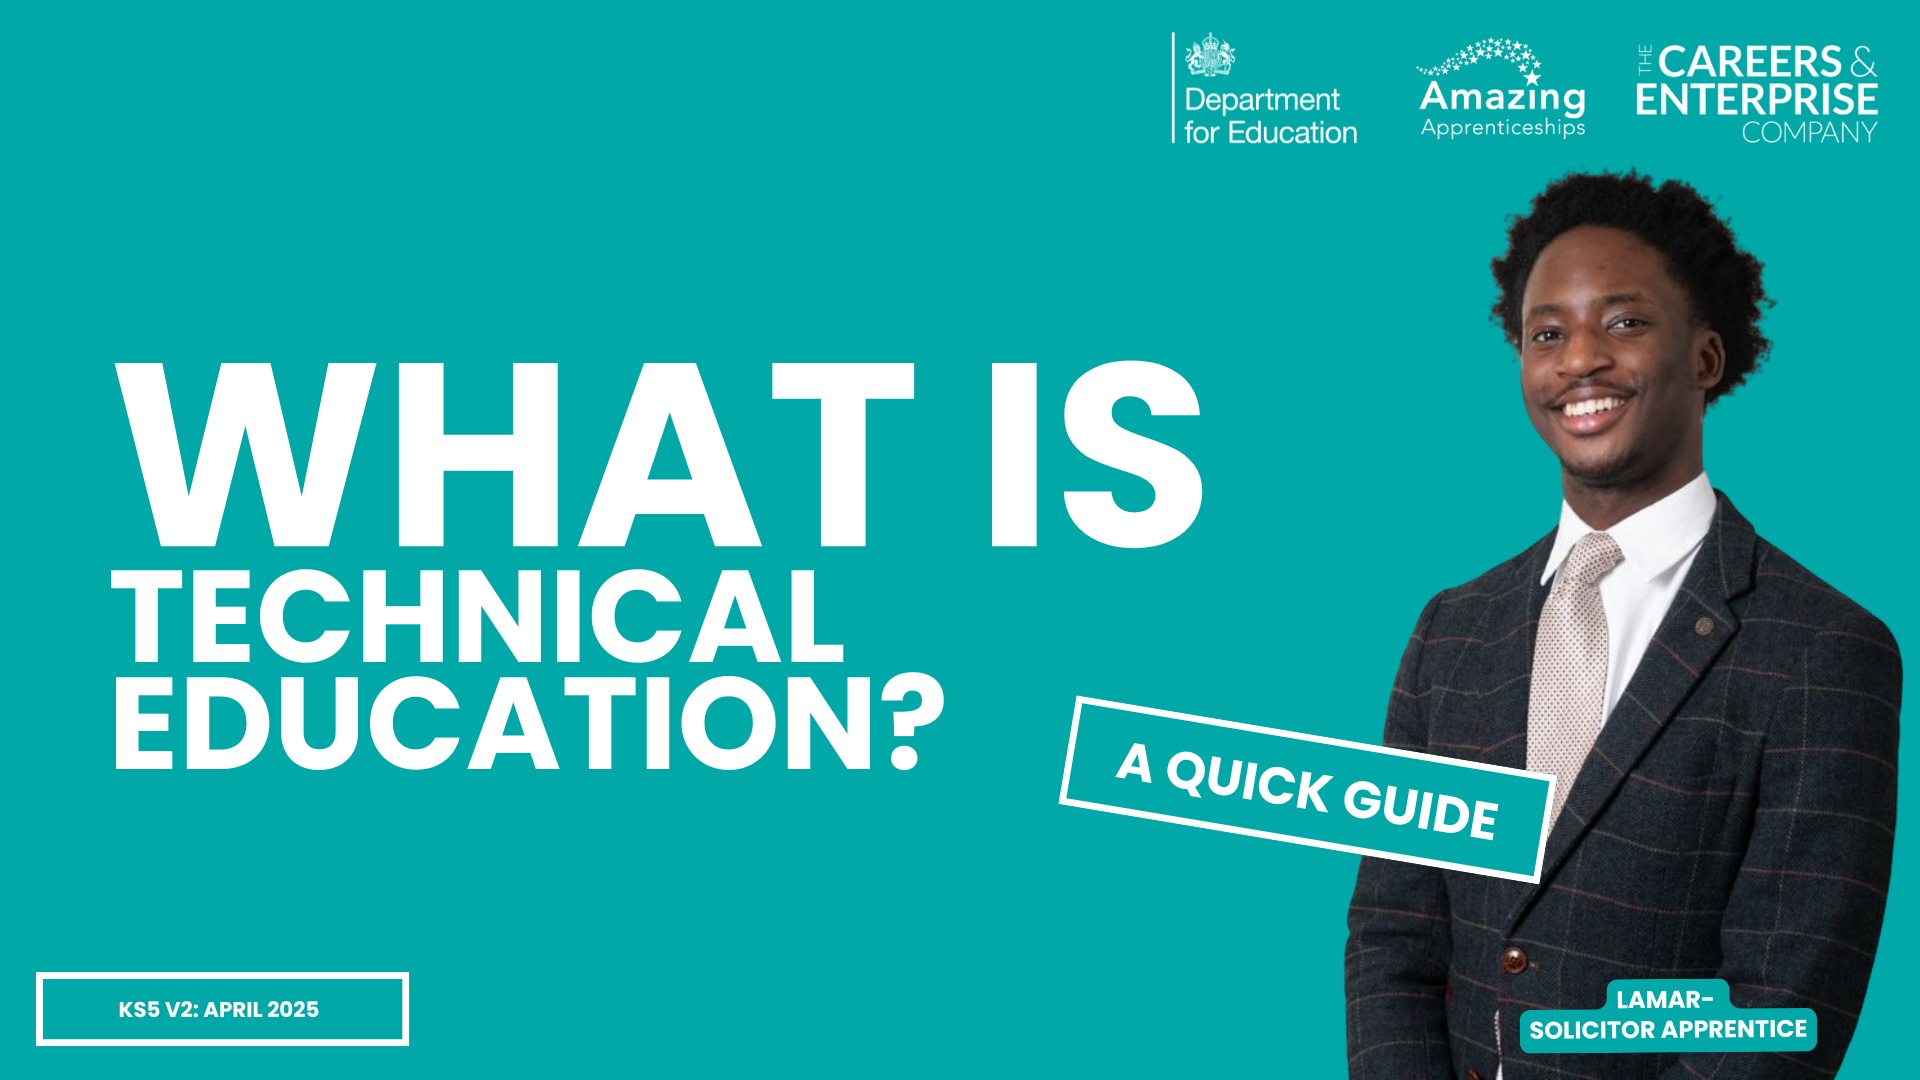 Department
for Education
Amazing
Apprenticeships
THE CAREERS &
ENTERPRISE
COMPANY
WHAT IS
TECHNICAL
EDUCATION?
A QUICK GUIDE
KS5 V2: APRIL 2025
LAMAR-
SOLICITOR APPRENTICE